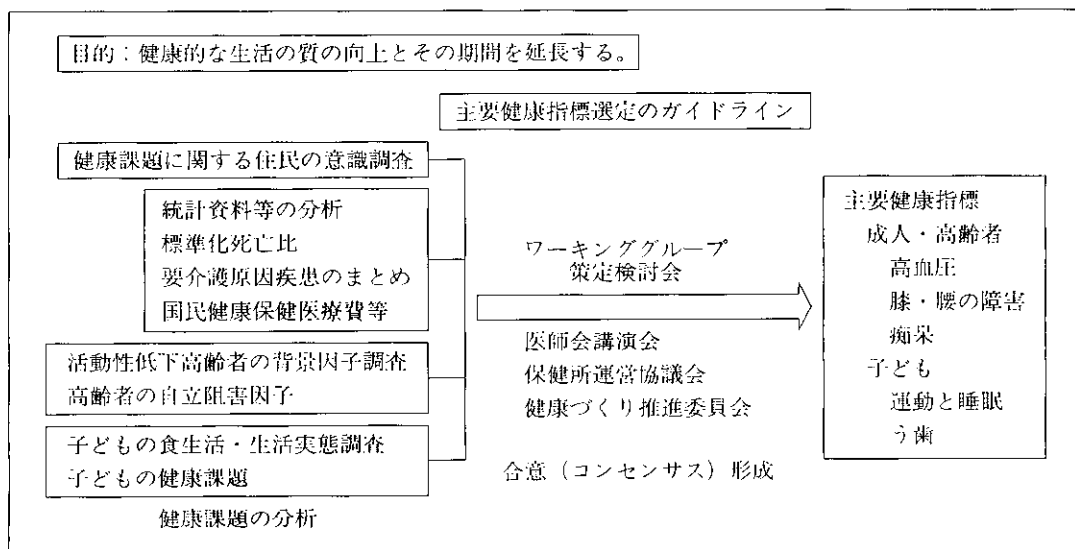 目的：健康的な生活の質の向上とその期間を延長する。
主要健康指標選定のガイドライン
健康課題に関する住民の意識調査
統計資料等の分析
標準化死亡比
要介護原因疾患のまとめ
国民健康保健医療費等
活動性低下高齢者の背景因子調査
高齢者の自立阻害因子
子どもの食生活・生活実態調査
子どもの健康課題
健康課題の分析
ワーキンググループ
策定検討会
医師会講演会
保健所運営協議会
健康づくり推進委員会
合意（コンセンサス）形成
主要健康指標
成人・高齢者
高血圧
膝・腰の障害
痴呆
子ども
運動と睡眠
う歯